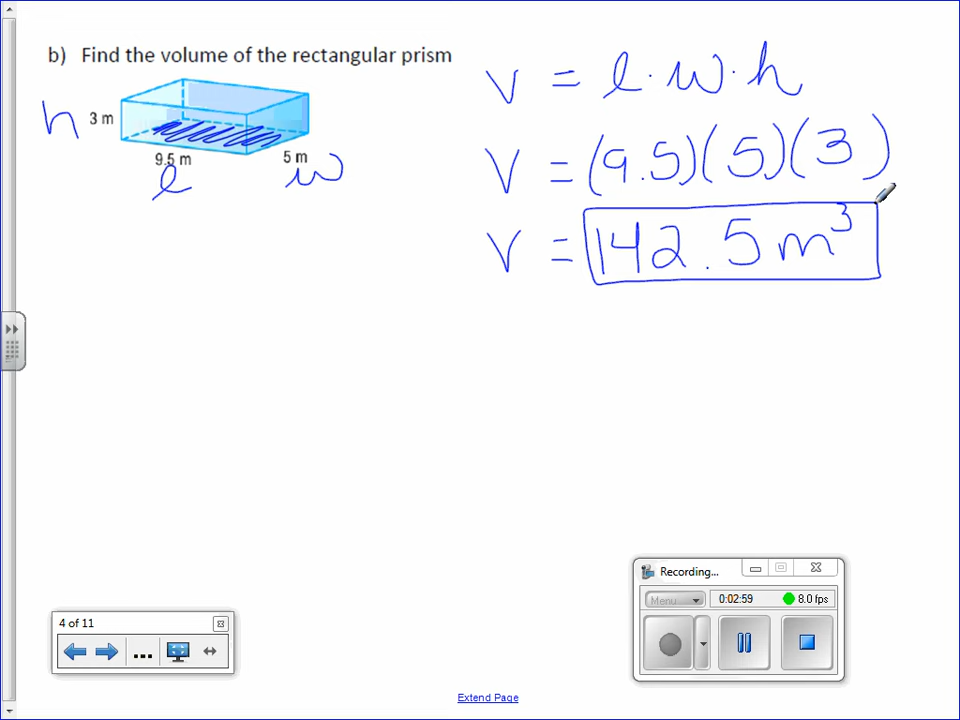 b) Find the volume of the rectangular prism
h 3 m
9.5 m 5 m
l w
V = l · w · h
V = (9.5)(5)(3)
V = 142.5 m³
Recording...
Menu 0:02:59 8.0 fps
4 of 11
...
Extend Page